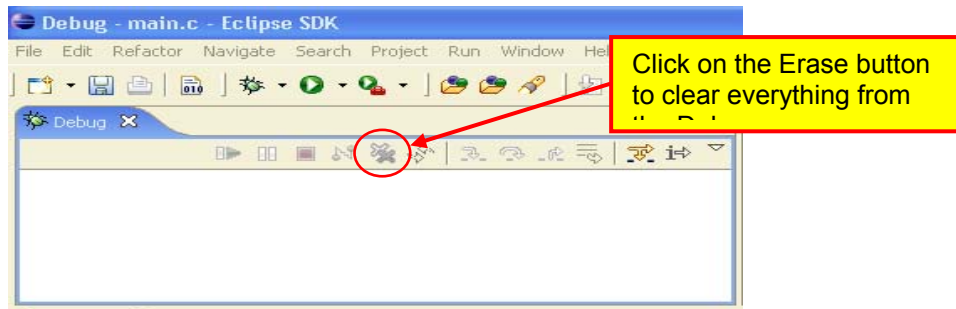 Debug - main.c - Eclipse SDK
File Edit Refactor Navigate Search Project Run Window Hel
Click on the Erase button
to clear everything from
010
Debug
i